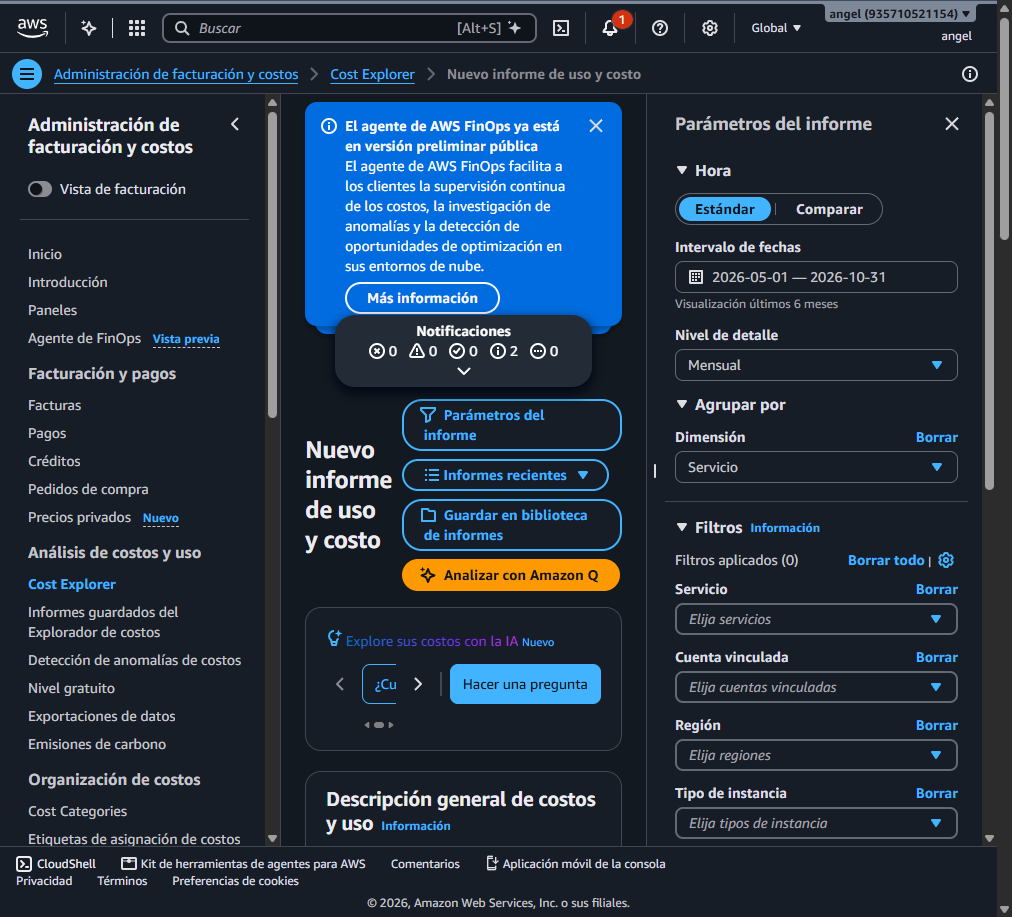 aws
Buscar
[Alt+S]
1
Global
angel (935710521154)
angel
Administración de facturación y costos
Cost Explorer
Nuevo informe de uso y costo
Administración de
facturación y costos
Vista de facturación
Inicio
Introducción
Paneles
Agente de FinOps Vista previa
Facturación y pagos
Facturas
Pagos
Créditos
Pedidos de compra
Precios privados Nuevo
Análisis de costos y uso
Cost Explorer
Informes guardados del
Explorador de costos
Detección de anomalías de costos
Nivel gratuito
Exportaciones de datos
Emisiones de carbono
Organización de costos
Cost Categories
Etiquetas de asignación de costos
El agente de AWS FinOps ya está
en versión preliminar pública
El agente de AWS FinOps facilita a
los clientes la supervisión continua
de los costos, la investigación de
anomalías y la detección de
oportunidades de optimización en
sus entornos de nube.
Más información
Notificaciones
0 0 0 2 0
Nuevo
informe
de uso
y costo
Parámetros del
informe
Informes recientes
Guardar en biblioteca
de informes
Analizar con Amazon Q
Explore sus costos con la IA Nuevo
¿Cu
Hacer una pregunta
Descripción general de costos
y uso Información
Parámetros del informe
Hora
Estándar
Comparar
Intervalo de fechas
2026-05-01 — 2026-10-31
Visualización últimos 6 meses
Nivel de detalle
Mensual
Agrupar por
Dimensión Borrar
Servicio
Filtros Información
Filtros aplicados (0) Borrar todo |
Servicio Borrar
Elija servicios
Cuenta vinculada Borrar
Elija cuentas vinculadas
Región Borrar
Elija regiones
Tipo de instancia Borrar
Elija tipos de instancia
CloudShell
Kit de herramientas de agentes para AWS
Comentarios
Aplicación móvil de la consola
Privacidad
Términos
Preferencias de cookies
© 2026, Amazon Web Services, Inc. o sus filiales.